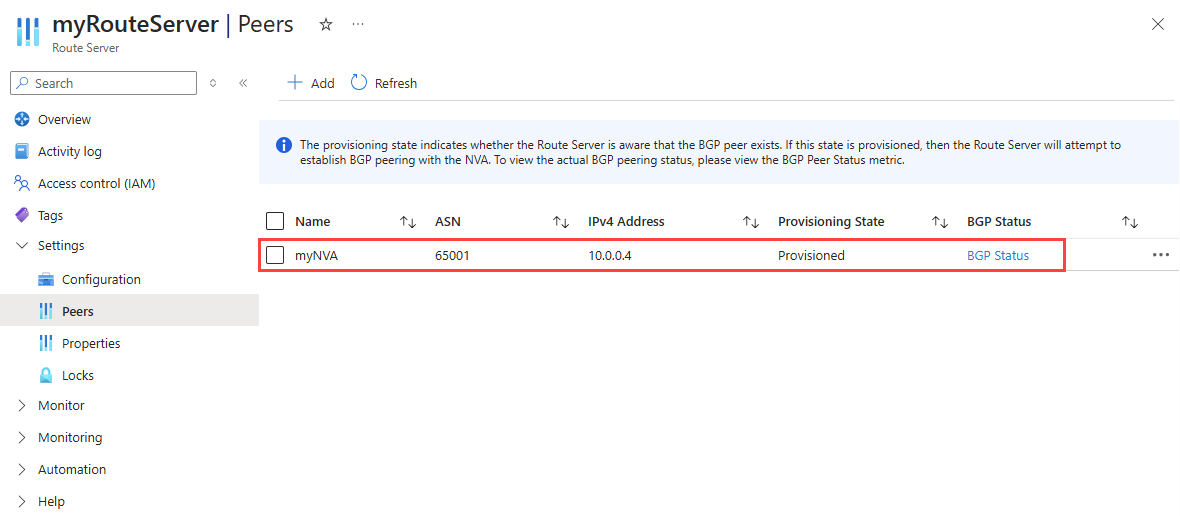 myRouteServer | Peers
Route Server
Search
Add
Refresh
Overview
Activity log
Access control (IAM)
Tags
Settings
Configuration
Peers
Properties
Locks
Monitor
Monitoring
Automation
Help
The provisioning state indicates whether the Route Server is aware that the BGP peer exists. If this state is provisioned, then the Route Server will attempt to
establish BGP peering with the NVA. To view the actual BGP peering status, please view the BGP Peer Status metric.
Name ASN IPv4 Address Provisioning State BGP Status
myNVA 65001 10.0.0.4 Provisioned BGP Status